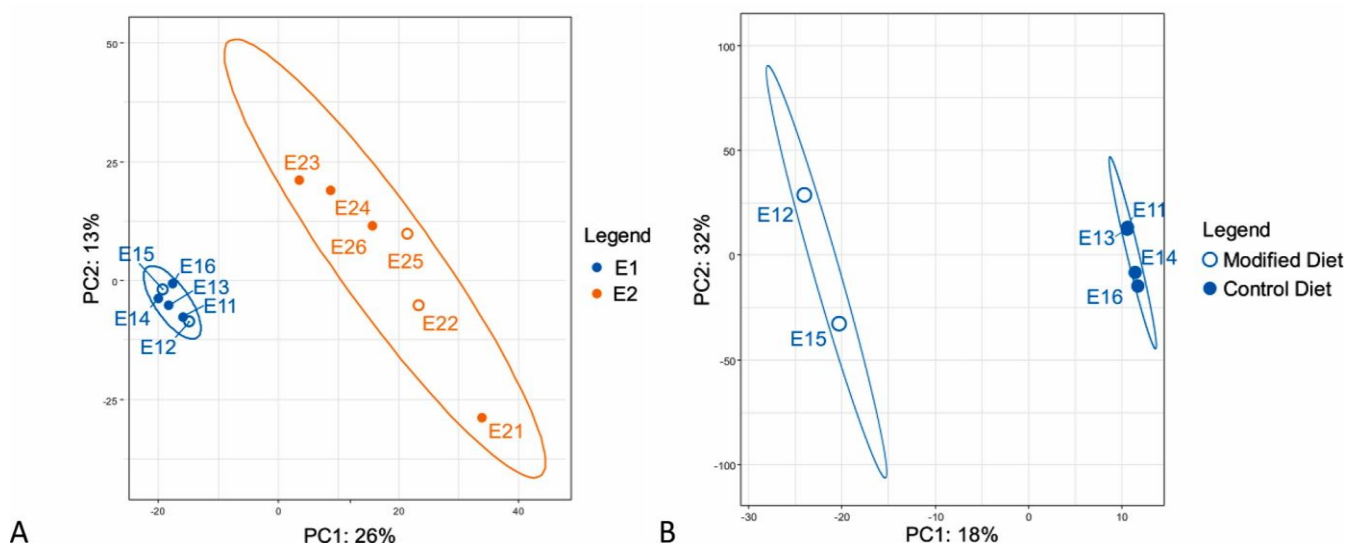 50
25
0
-25
-20
0
20
40
PC2: 13%
PC1: 26%
E23
E24
E26
E25
E22
E21
E15
E16
E13
E11
E14
E12
Legend
E1
E2
A
100
50
0
-50
-100
-30
-20
-10
0
10
PC2: 32%
PC1: 18%
E12
E15
E11
E13
E14
E16
Legend
Modified Diet
Control Diet
B